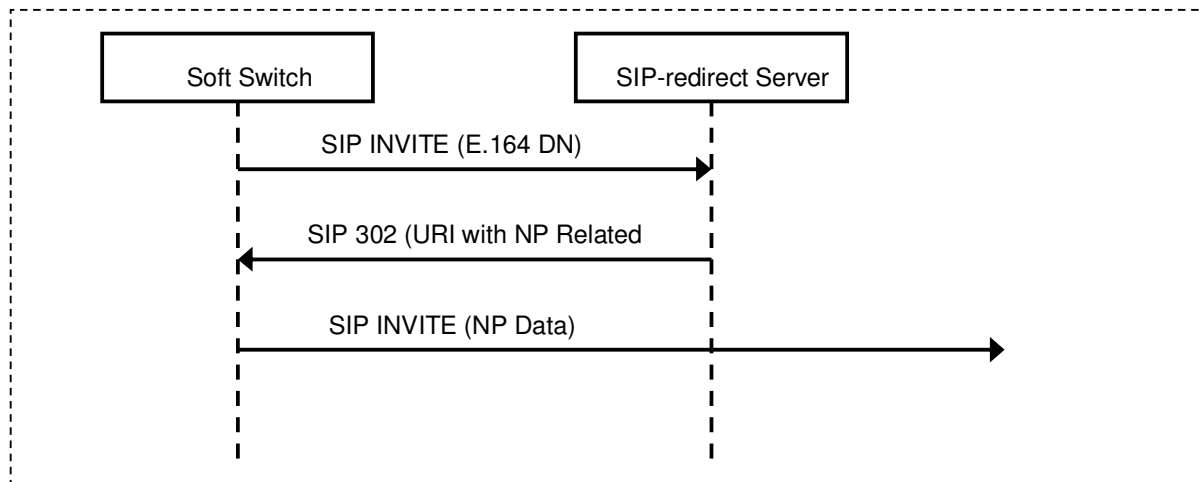 Soft Switch
SIP-redirect Server
SIP INVITE (E.164 DN)
SIP 302 (URI with NP Related
SIP INVITE (NP Data)